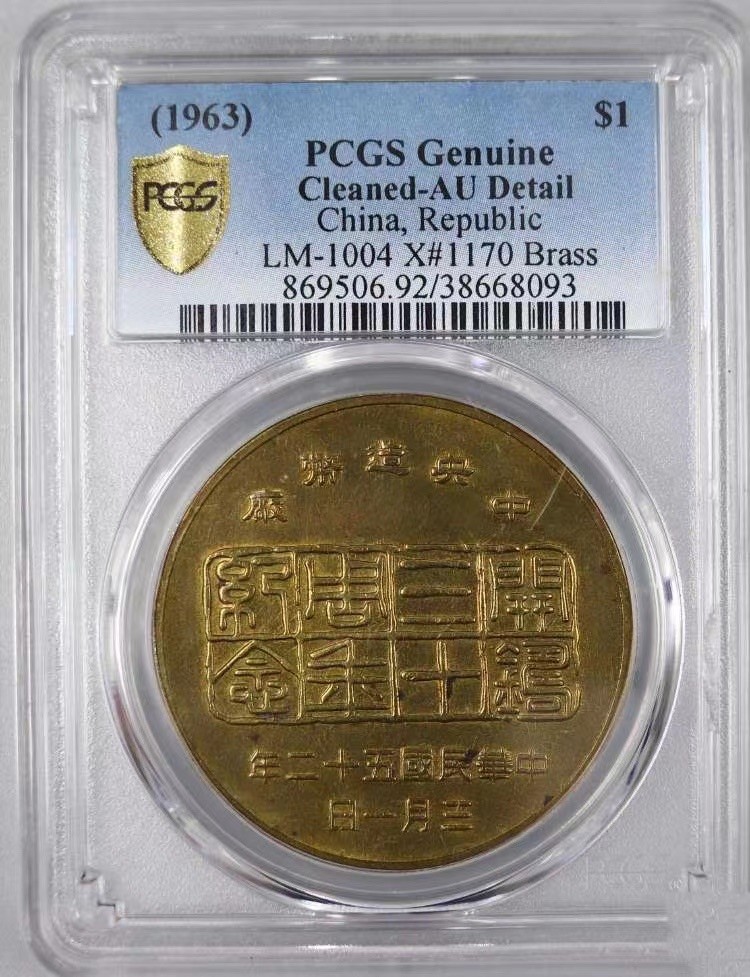 (1963) $1
PCGS Genuine
PCGS
Cleaned-AU Detail
China, Republic
LM-1004 X#1170 Brass
869506.92/38668093
中央造幣廠
開鑄
三十
周年
紀念
中華民國五十二年
三月一日